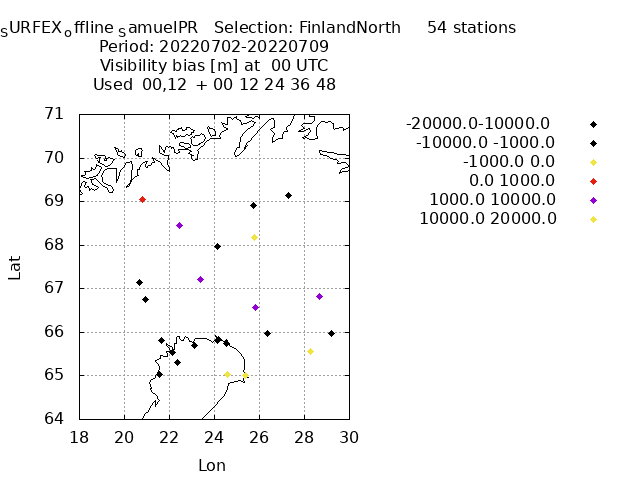 SURFEXoffline SamuelPR Selection: FinlandNorth 54 stations
Period: 20220702-20220709
Visibility bias [m] at 00 UTC
Used 00,12 + 00 12 24 36 48
71
70
69
68
67
66
65
64
Lat
18 20 22 24 26 28 30
Lon
-20000.0-10000.0
-10000.0 -1000.0
-1000.0 0.0
0.0 1000.0
1000.0 10000.0
10000.0 20000.0